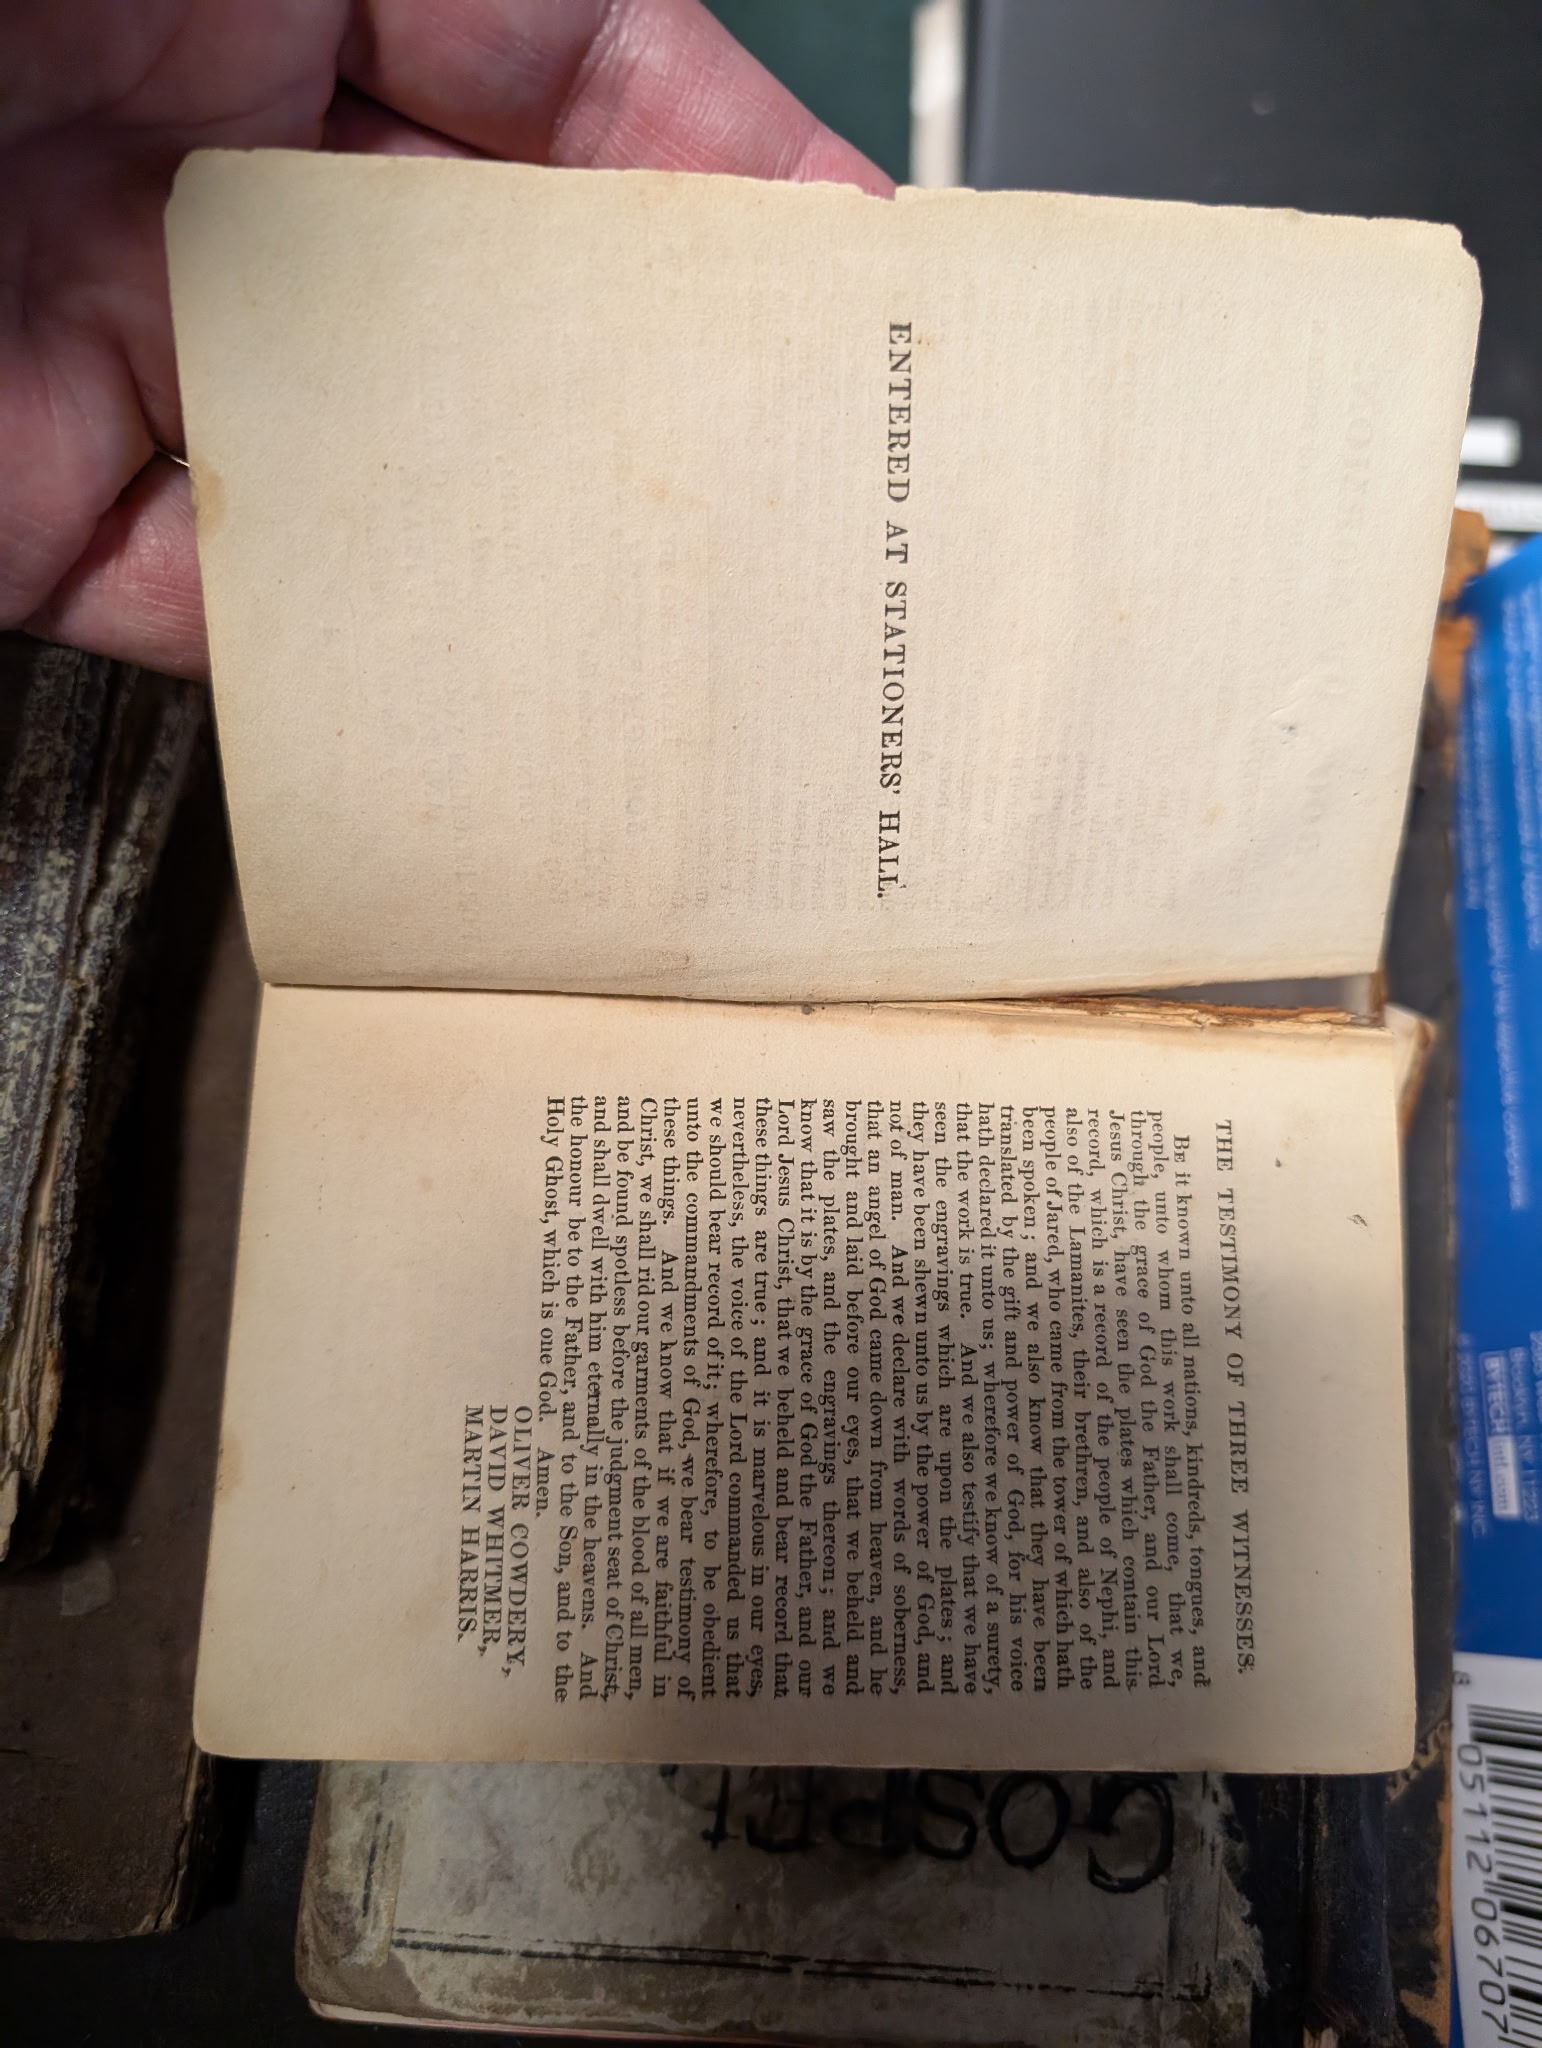 ENTERED AT STATIONERS' HALL.
THE TESTIMONY OF THREE WITNESSES.
BE it known unto all nations, kindreds, tongues, and
people, unto whom this work shall come, that we,
through the grace of God the Father, and our Lord
Jesus Christ, have seen the plates which contain this
record, which is a record of the people of Nephi, and
also of the Lamanites, their brethren, and also of the
people of Jared, who came from the tower of which hath
been spoken; and we also know that they have been
translated by the gift and power of God, for his voice
hath declared it unto us; wherefore we know of a surety,
that the work is true. And we also testify that we have
seen the engravings which are upon the plates; and
they have been shewn unto us by the power of God, and
not of man. And we declare with words of soberness,
that an angel of God came down from heaven, and he
brought and laid before our eyes, that we beheld and
saw the plates, and the engravings thereon; and we
know that it is by the grace of God the Father, and our
Lord Jesus Christ, that we beheld and bear record that
these things are true; and it is marvelous in our eyes;
nevertheless, the voice of the Lord commanded us that
we should bear record of it; wherefore, to be obedient
unto the commandments of God, we bear testimony of
these things. And we know that if we are faithful in
Christ, we shall rid our garments of the blood of all men,
and be found spotless before the judgment seat of Christ,
and shall dwell with him eternally in the heavens. And
the honour be to the Father, and to the Son, and to the
Holy Ghost, which is one God. Amen.
OLIVER COWDERY,
DAVID WHITMER,
MARTIN HARRIS.
GOSPEL
8 05112 06707